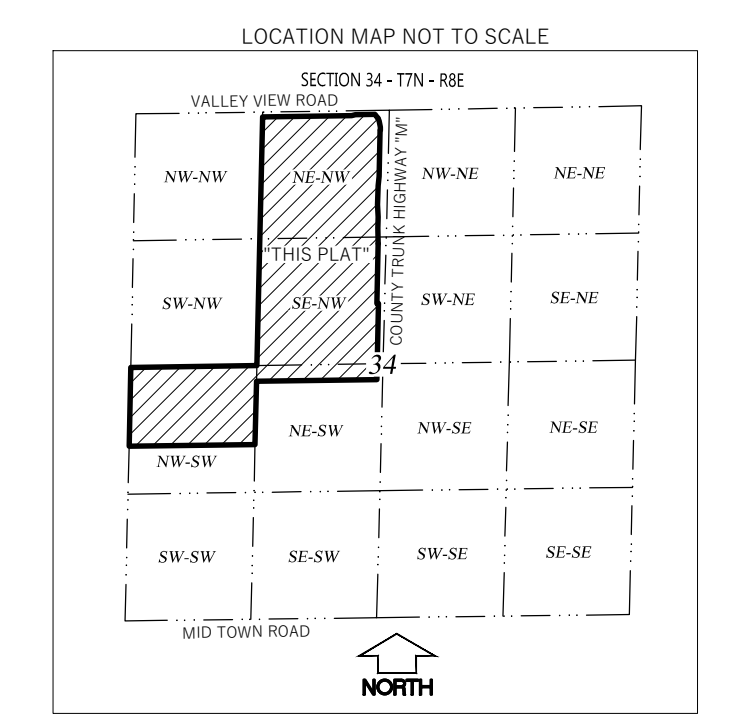 LOCATION MAP NOT TO SCALE
SECTION 34 - T7N - R8E
VALLEY VIEW ROAD
COUNTY TRUNK HIGHWAY "M"
NW-NW
NE-NW
NW-NE
NE-NE
"THIS PLAT"
SW-NW
SE-NW
SW-NE
SE-NE
34
NE-SW
NW-SE
NE-SE
NW-SW
SW-SW
SE-SW
SW-SE
SE-SE
MID TOWN ROAD
NORTH